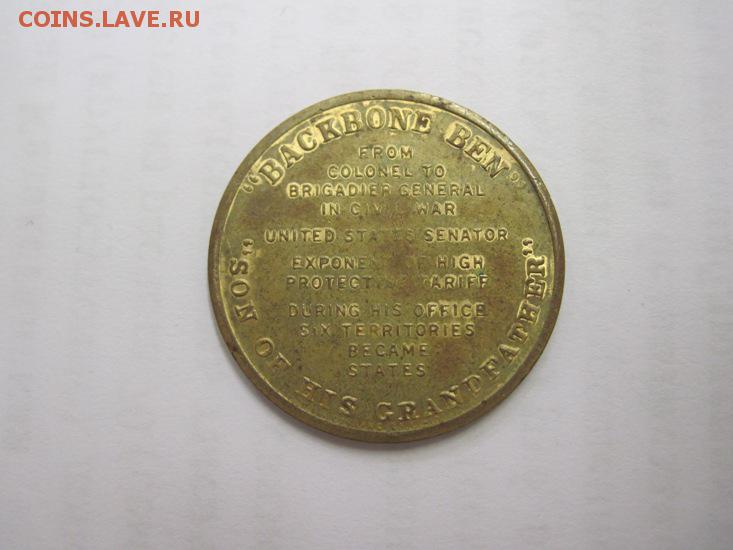 COINS.LAVE.RU
"BACKBONE BEN"
FROM
COLONEL TO
BRIGADIER GENERAL
IN CIVIL WAR
UNITED STATES SENATOR
EXPONENT OF HIGH
PROTECTIVE TARIFF
DURING HIS OFFICE
SIX TERRITORIES
BECAME
STATES
"SON OF HIS GRANDFATHER"